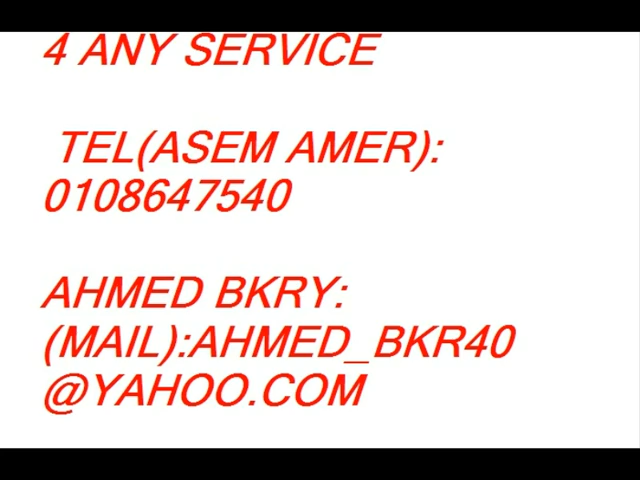 4 ANY SERVICE
TEL(ASEM AMER):
0108647540
AHMED BKRY:
(MAIL):AHMED_BKR40
@YAHOO.COM